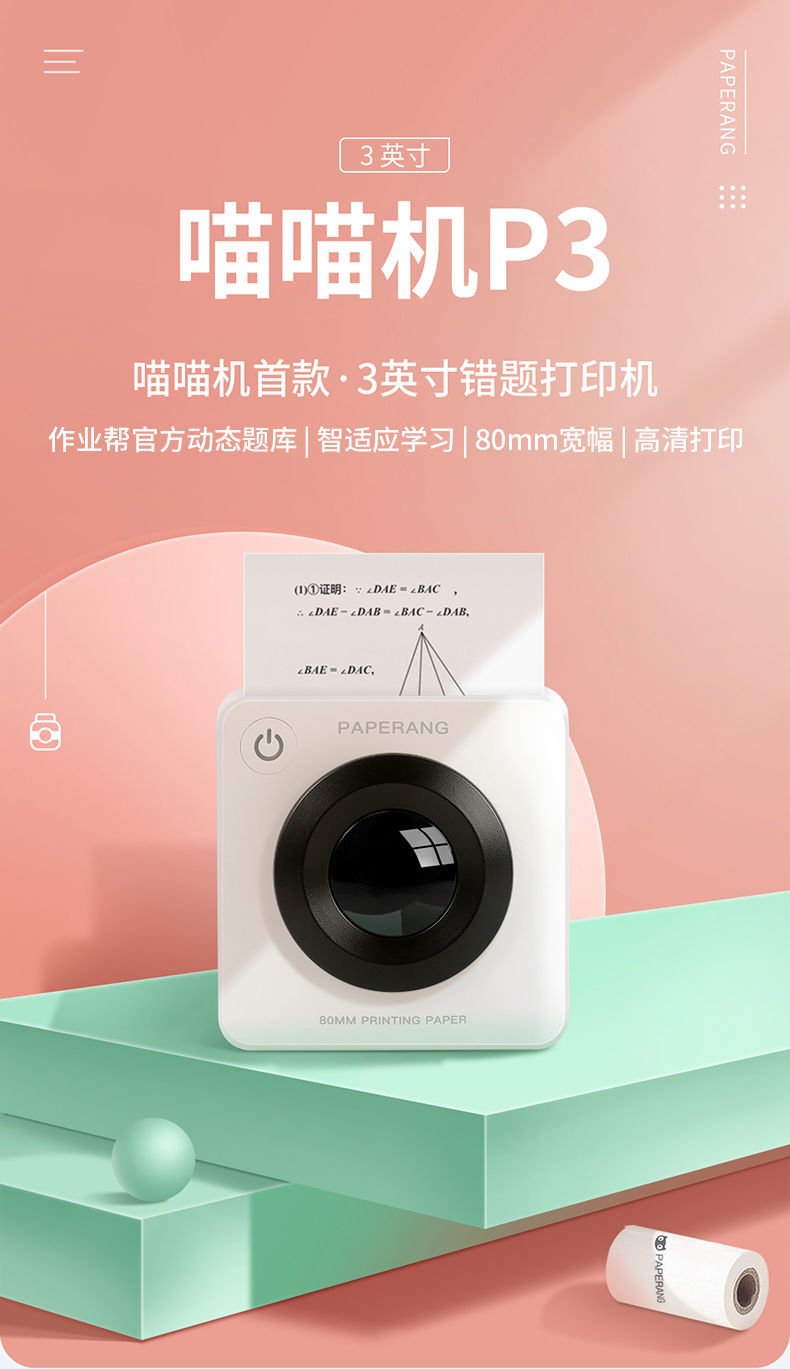 PAPERANG
3 英寸
喵喵机P3
喵喵机首款·3英寸错题打印机
作业帮官方动态题库 | 智适应学习 | 80mm宽幅 | 高清打印
(1)①证明：∵ ∠DAE = ∠BAC ，
∴ ∠DAE − ∠DAB = ∠BAC − ∠DAB,
A
∠BAE = ∠DAC,
PAPERANG
80MM PRINTING PAPER
PAPERANG